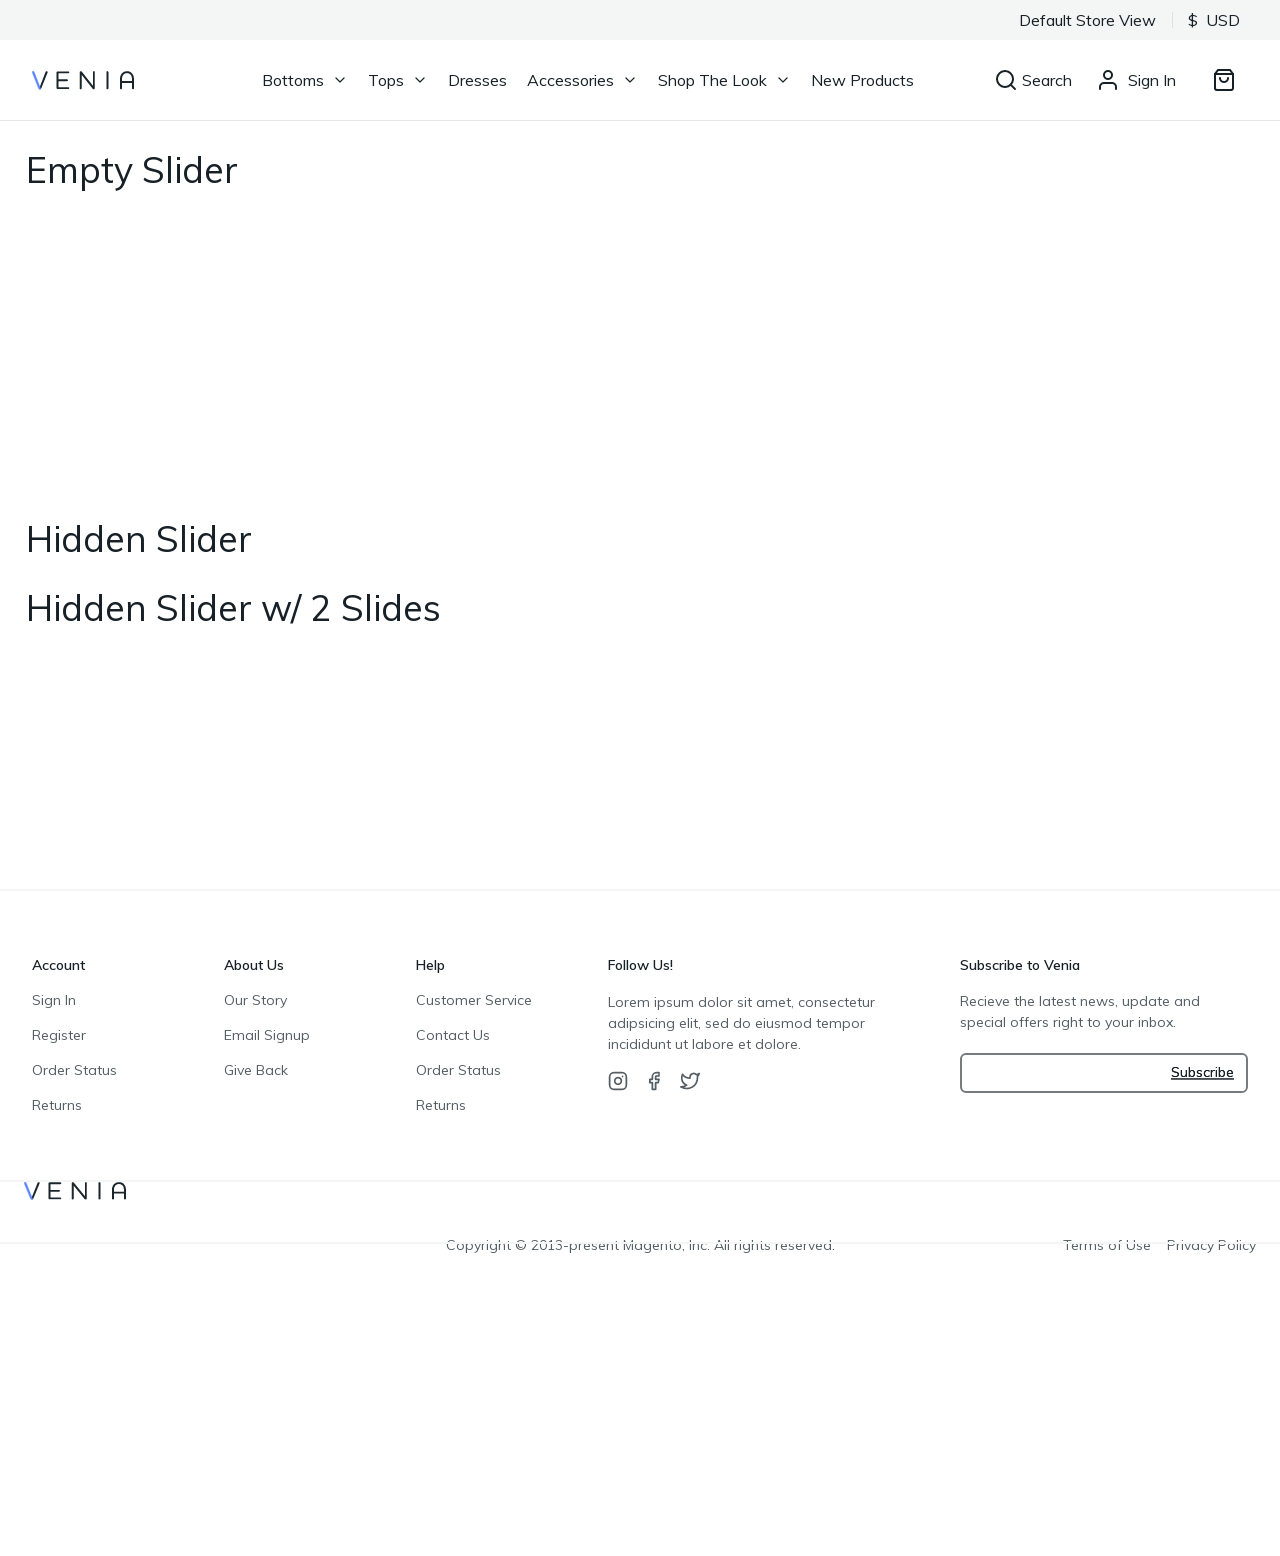 Default Store View
$ USD
VENIA
Bottoms
Tops
Dresses
Accessories
Shop The Look
New Products
Search
Sign In
Empty Slider
Hidden Slider
Hidden Slider w/ 2 Slides
Account
Sign In
Register
Order Status
Returns
About Us
Our Story
Email Signup
Give Back
Help
Customer Service
Contact Us
Order Status
Returns
Follow Us!
Lorem ipsum dolor sit amet, consectetur
adipsicing elit, sed do eiusmod tempor
incididunt ut labore et dolore.
Subscribe to Venia
Recieve the latest news, update and
special offers right to your inbox.
Subscribe
VENIA
Copyright © 2013-present Magento, Inc. All rights reserved.
Terms of Use
Privacy Policy